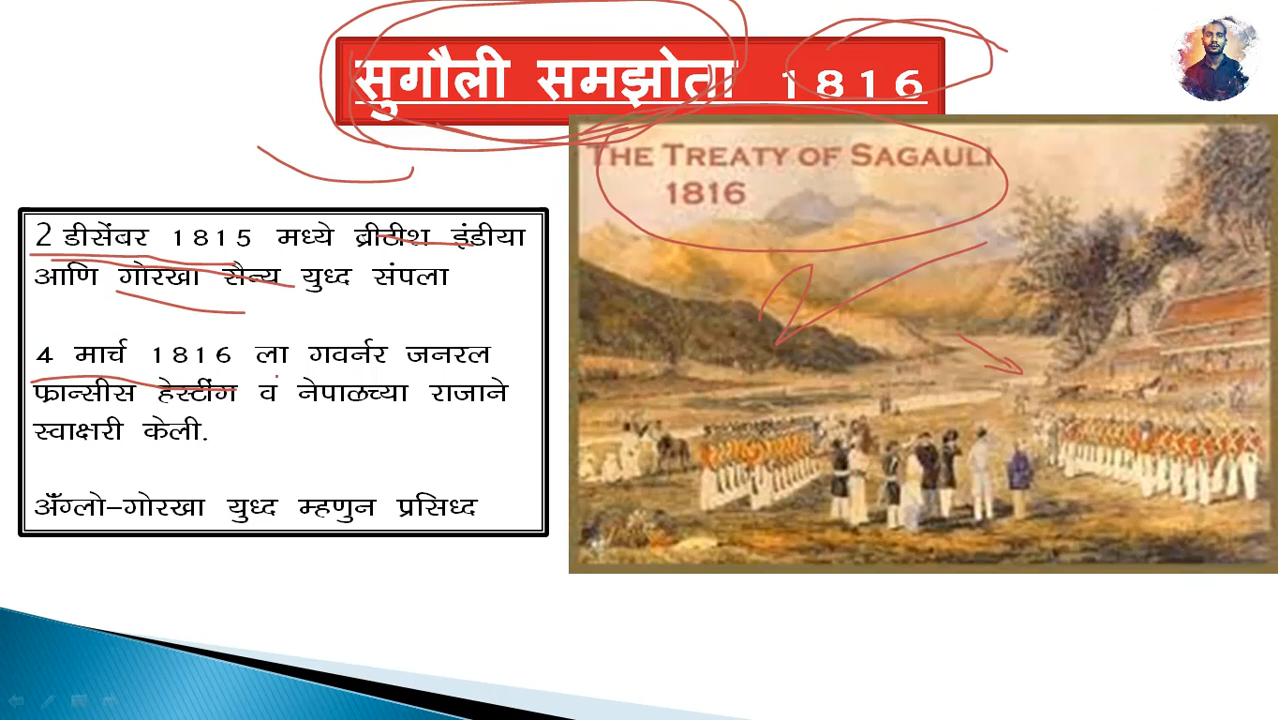 सुगौली समझोता 1816
THE TREATY OF SAGAULI
1816
2 डीसेंबर 1815 मध्ये ब्रीठीश इंडीया
आणि गोरखा सैन्य युध्द संपला
4 मार्च 1816 ला गवर्नर जनरल
फ्रान्सीस हेस्टींग व नेपाळच्या राजाने
स्वाक्षरी केली.
अँग्लो-गोरखा युध्द म्हणुन प्रसिध्द